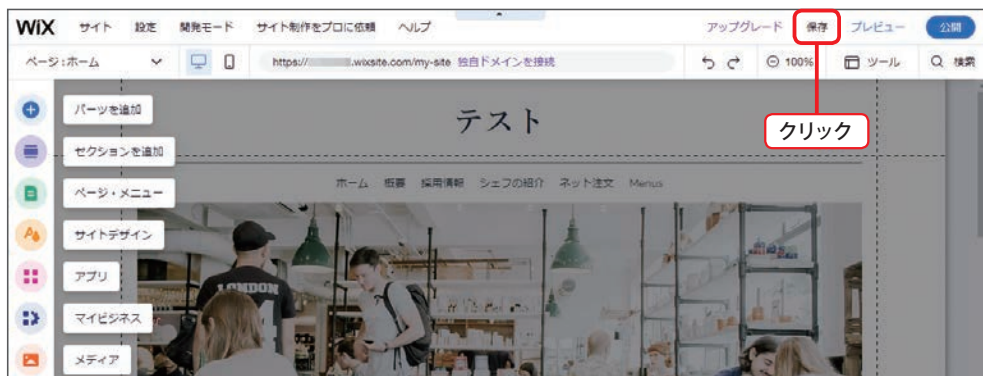 WiX サイト 設定 開発モード サイト制作をプロに依頼 ヘルプ アップグレード 保存 プレビュー 公開
ページ:ホーム https:// .wixsite.com/my-site 独自ドメインを接続 100% ツール 検索
クリック
パーツを追加
テスト
セクションを追加
ホーム 概要 採用情報 シェフの紹介 ネット注文 Menus
ページ・メニュー
サイトデザイン
アプリ
LONDON
マイビジネス
メディア